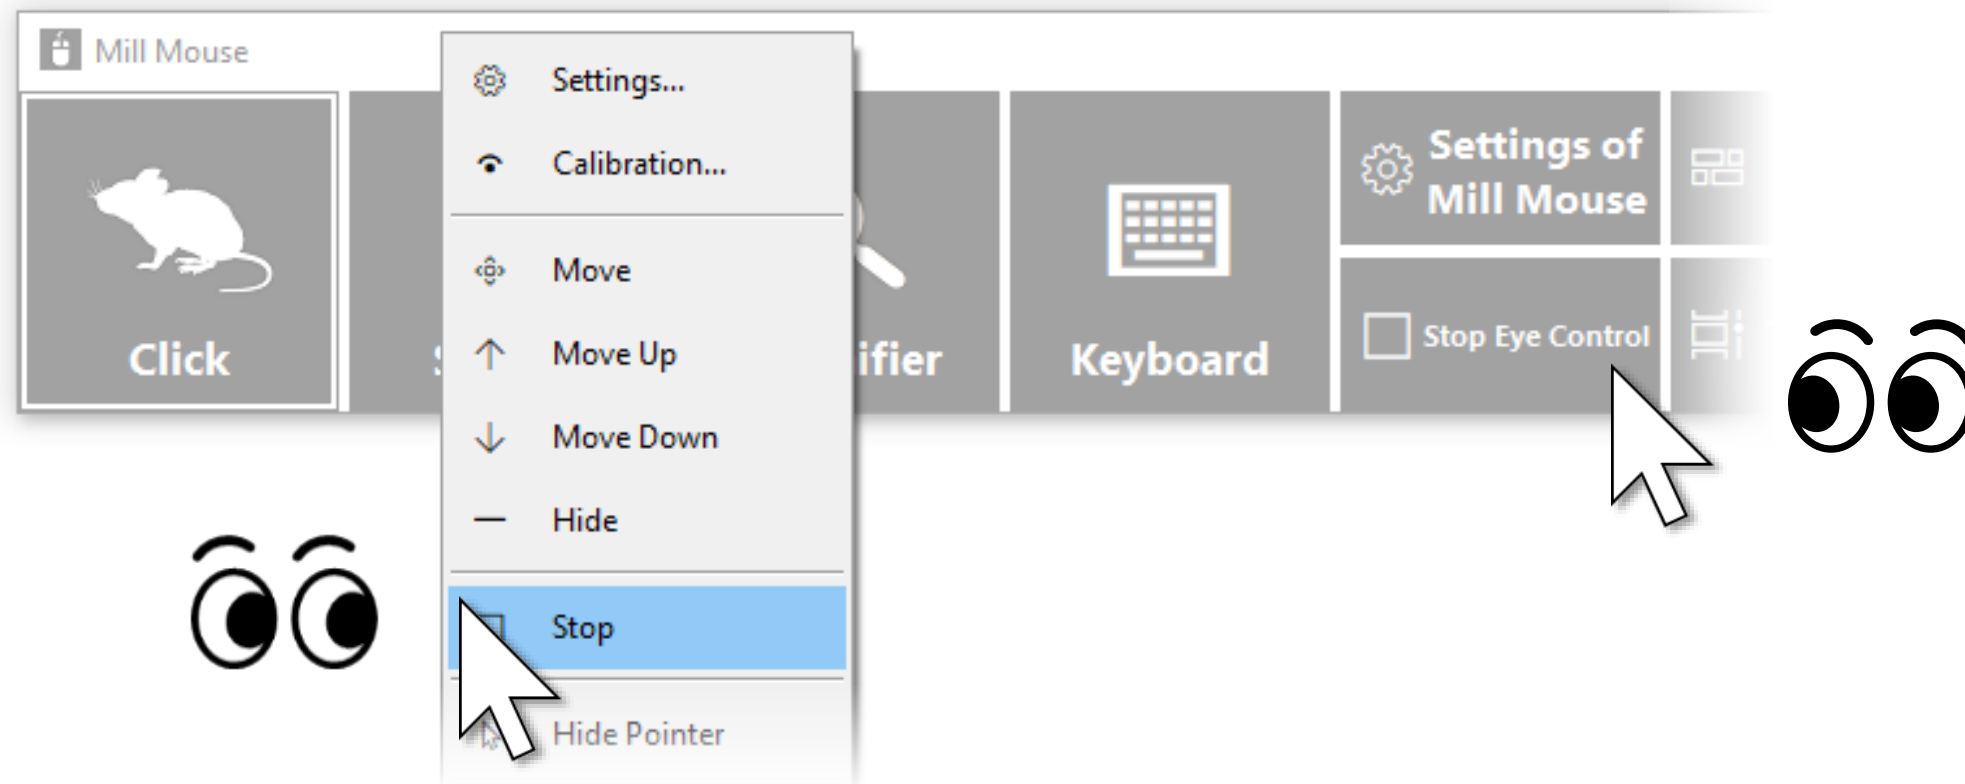 Mill Mouse
Click
ifier
Keyboard
Settings of
Mill Mouse
Stop Eye Control
Settings...
Calibration...
Move
Move Up
Move Down
Hide
Stop
Hide Pointer